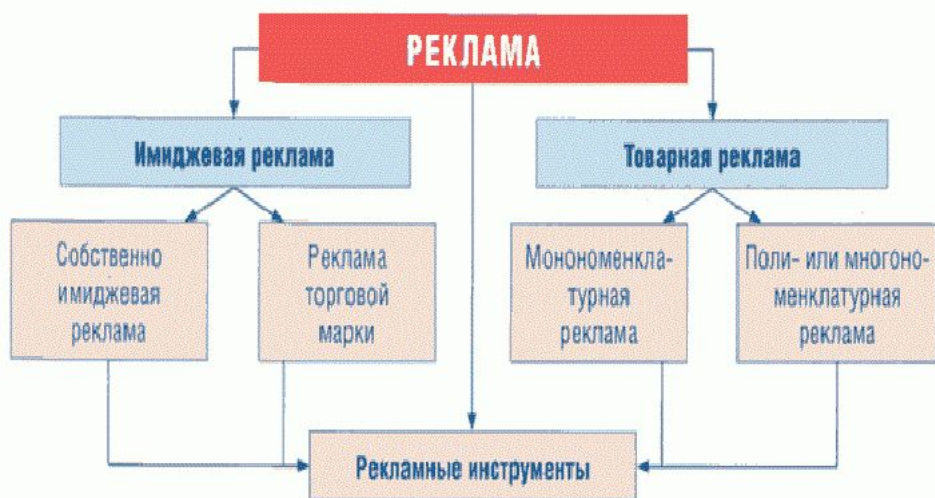 РЕКЛАМА
Имиджевая реклама
Товарная реклама
Собственно
имиджевая
реклама
Реклама
торговой
марки
Мономенкла-
турная
реклама
Поли- или многоно-
менклатурная
реклама
Рекламные инструменты